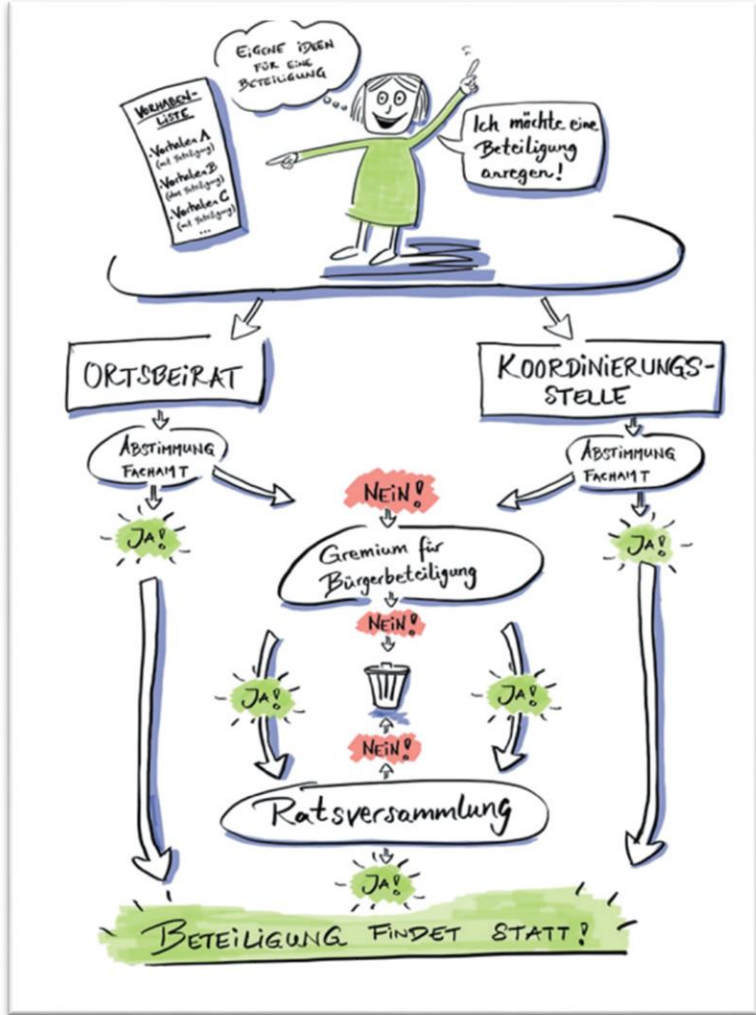 EIGENE IDEEN
FÜR EINE
BETEILIGUNG
VORHABEN-
LISTE
• Vorhaben A
(mit Beteiligung)
• Vorhaben B
(ohne Beteiligung)
• Vorhaben C
(mit Beteiligung)
...
Ich möchte eine
Beteiligung
anregen!
ORTSBEIRAT
KOORDINIERUNGS-
STELLE
ABSTIMMUNG
FACHAMT
ABSTIMMUNG
FACHAMT
NEIN!
JA!
JA!
Gremium für
Bürgerbeteiligung
NEIN!
JA!
JA!
NEIN!
Ratsversammlung
JA!
BETEILIGUNG FINDET STATT!